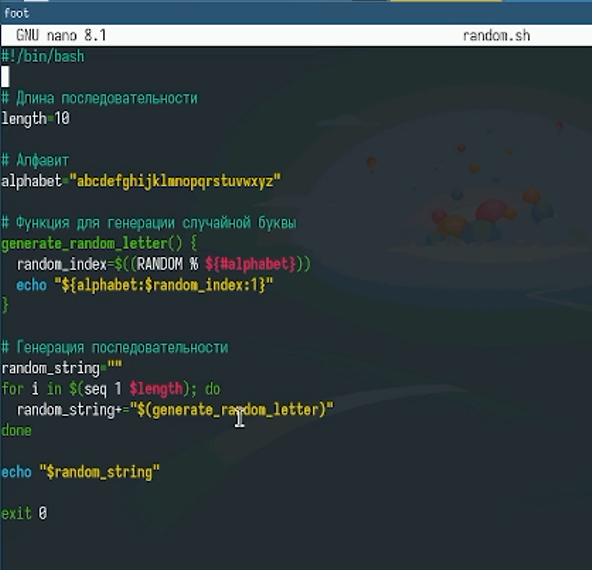 foot
GNU nano 8.1 random.sh
#!/bin/bash
# Длина последовательности
length=10
# Алфавит
alphabet="abcdefghijklmnopqrstuvwxyz"
# Функция для генерации случайной буквы
generate_random_letter() {
random_index=$((RANDOM % ${#alphabet}))
echo "${alphabet:$random_index:1}"
}
# Генерация последовательности
random_string=""
for i in $(seq 1 $length); do
random_string+="$(generate_random_letter)"
done
echo "$random_string"
exit 0